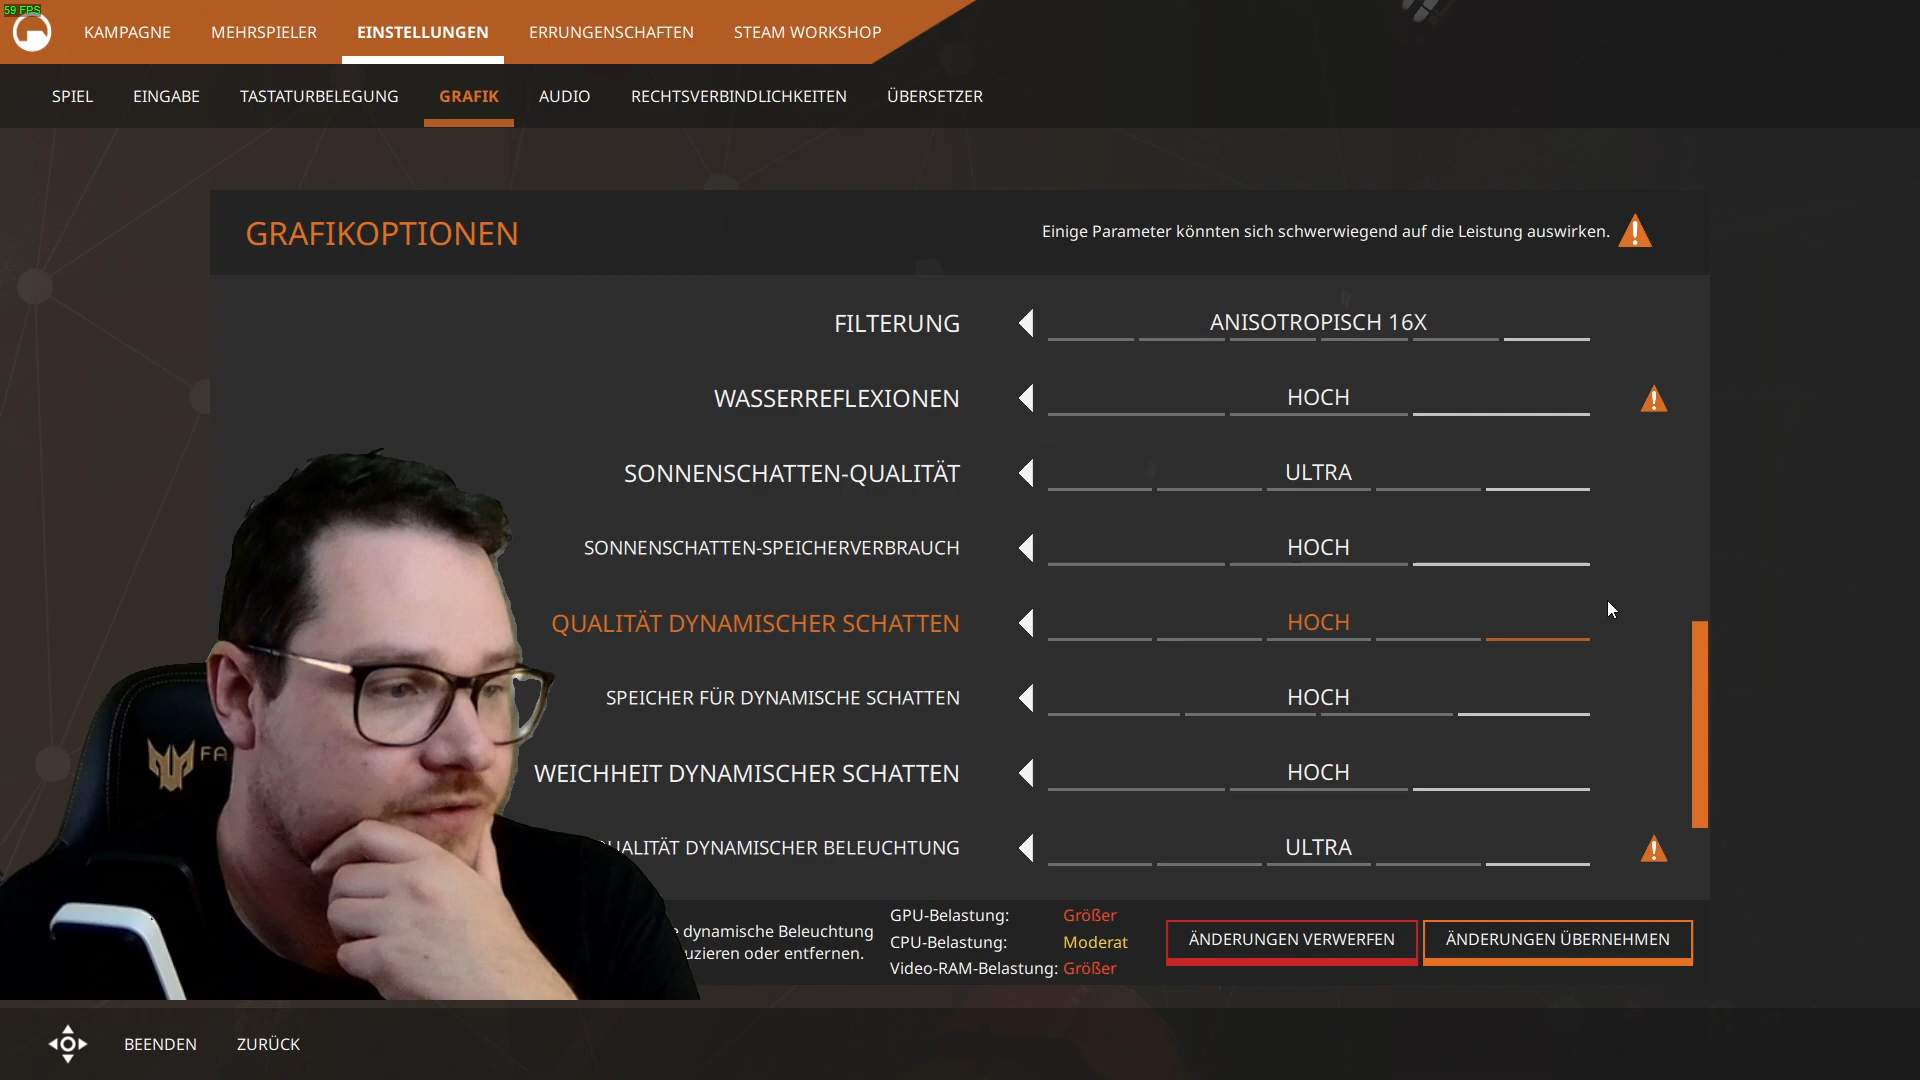 59 FPS
KAMPAGNE MEHRSPIELER EINSTELLUNGEN ERRUNGENSCHAFTEN STEAM WORKSHOP
SPIEL EINGABE TASTATURBELEGUNG GRAFIK AUDIO RECHTSVERBINDLICHKEITEN ÜBERSETZER
GRAFIKOPTIONEN
Einige Parameter könnten sich schwerwiegend auf die Leistung auswirken.
FILTERUNG ANISOTROPISCH 16X
WASSERREFLEXIONEN HOCH
SONNENSCHATTEN-QUALITÄT ULTRA
SONNENSCHATTEN-SPEICHERVERBRAUCH HOCH
QUALITÄT DYNAMISCHER SCHATTEN HOCH
SPEICHER FÜR DYNAMISCHE SCHATTEN HOCH
WEICHHEIT DYNAMISCHER SCHATTEN HOCH
DYNAMISCHER BELEUCHTUNG ULTRA
FA
dynamische Beleuchtung
oder entfernen.
GPU-Belastung: Größer
CPU-Belastung: Moderat
Video-RAM-Belastung: Größer
ÄNDERUNGEN VERWERFEN ÄNDERUNGEN ÜBERNEHMEN
BEENDEN ZURÜCK